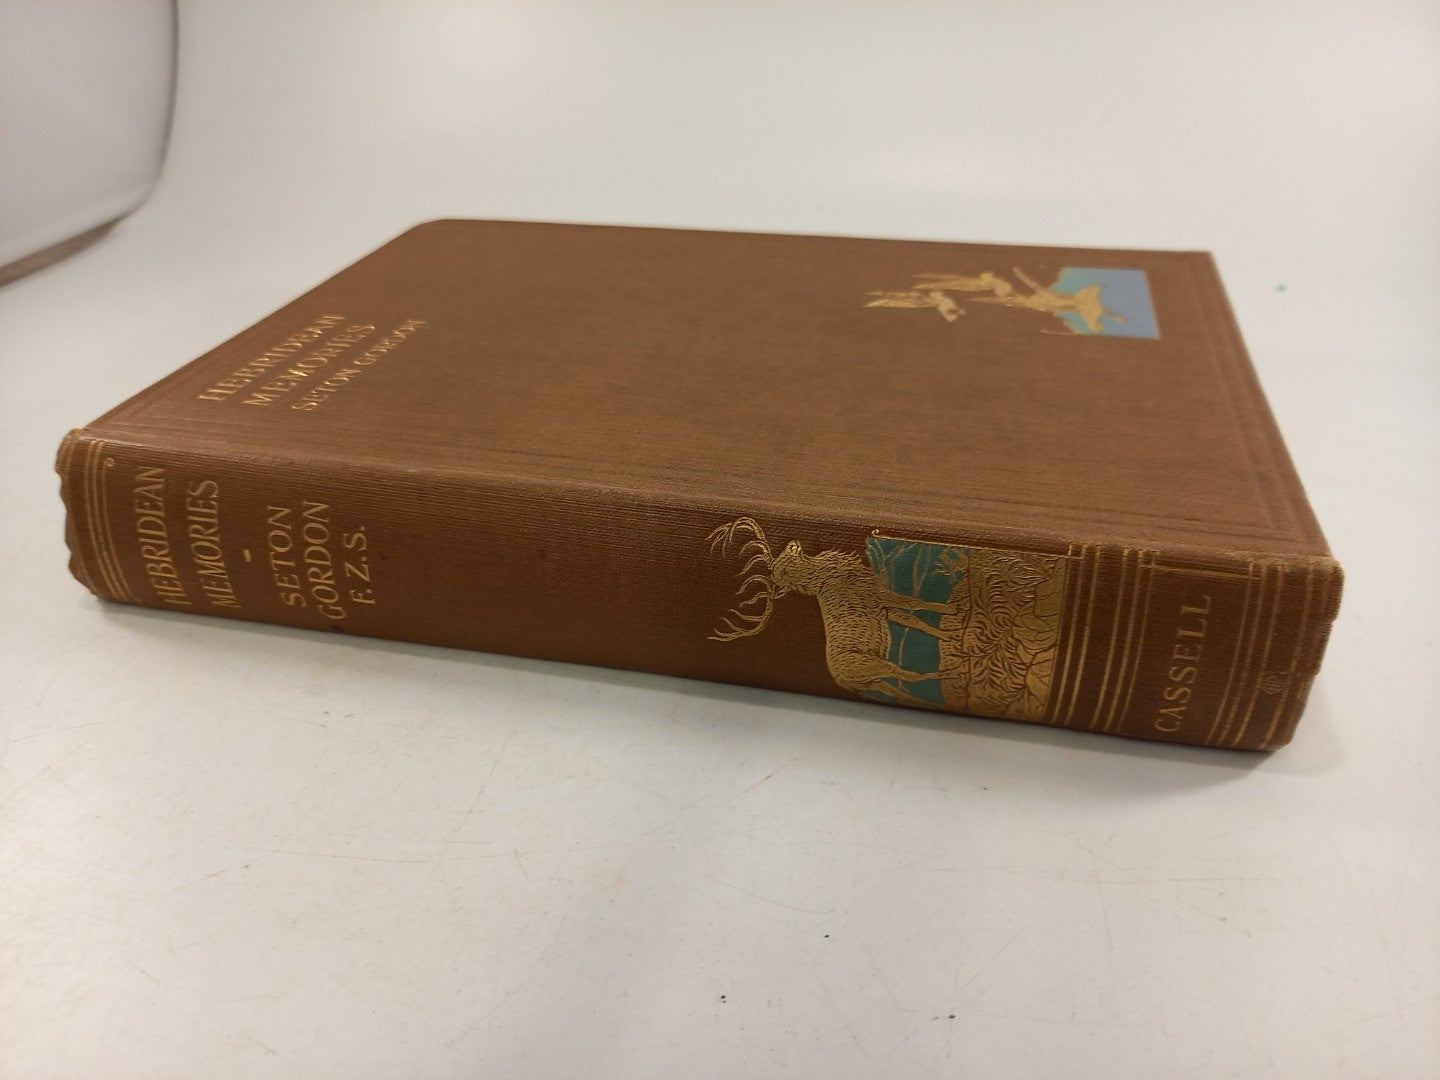 HEBRIDEAN
MEMORIES
SETON GORDON
HEBRIDEAN
MEMORIES
-
SETON
GORDON
F.Z.S.
CASSELL